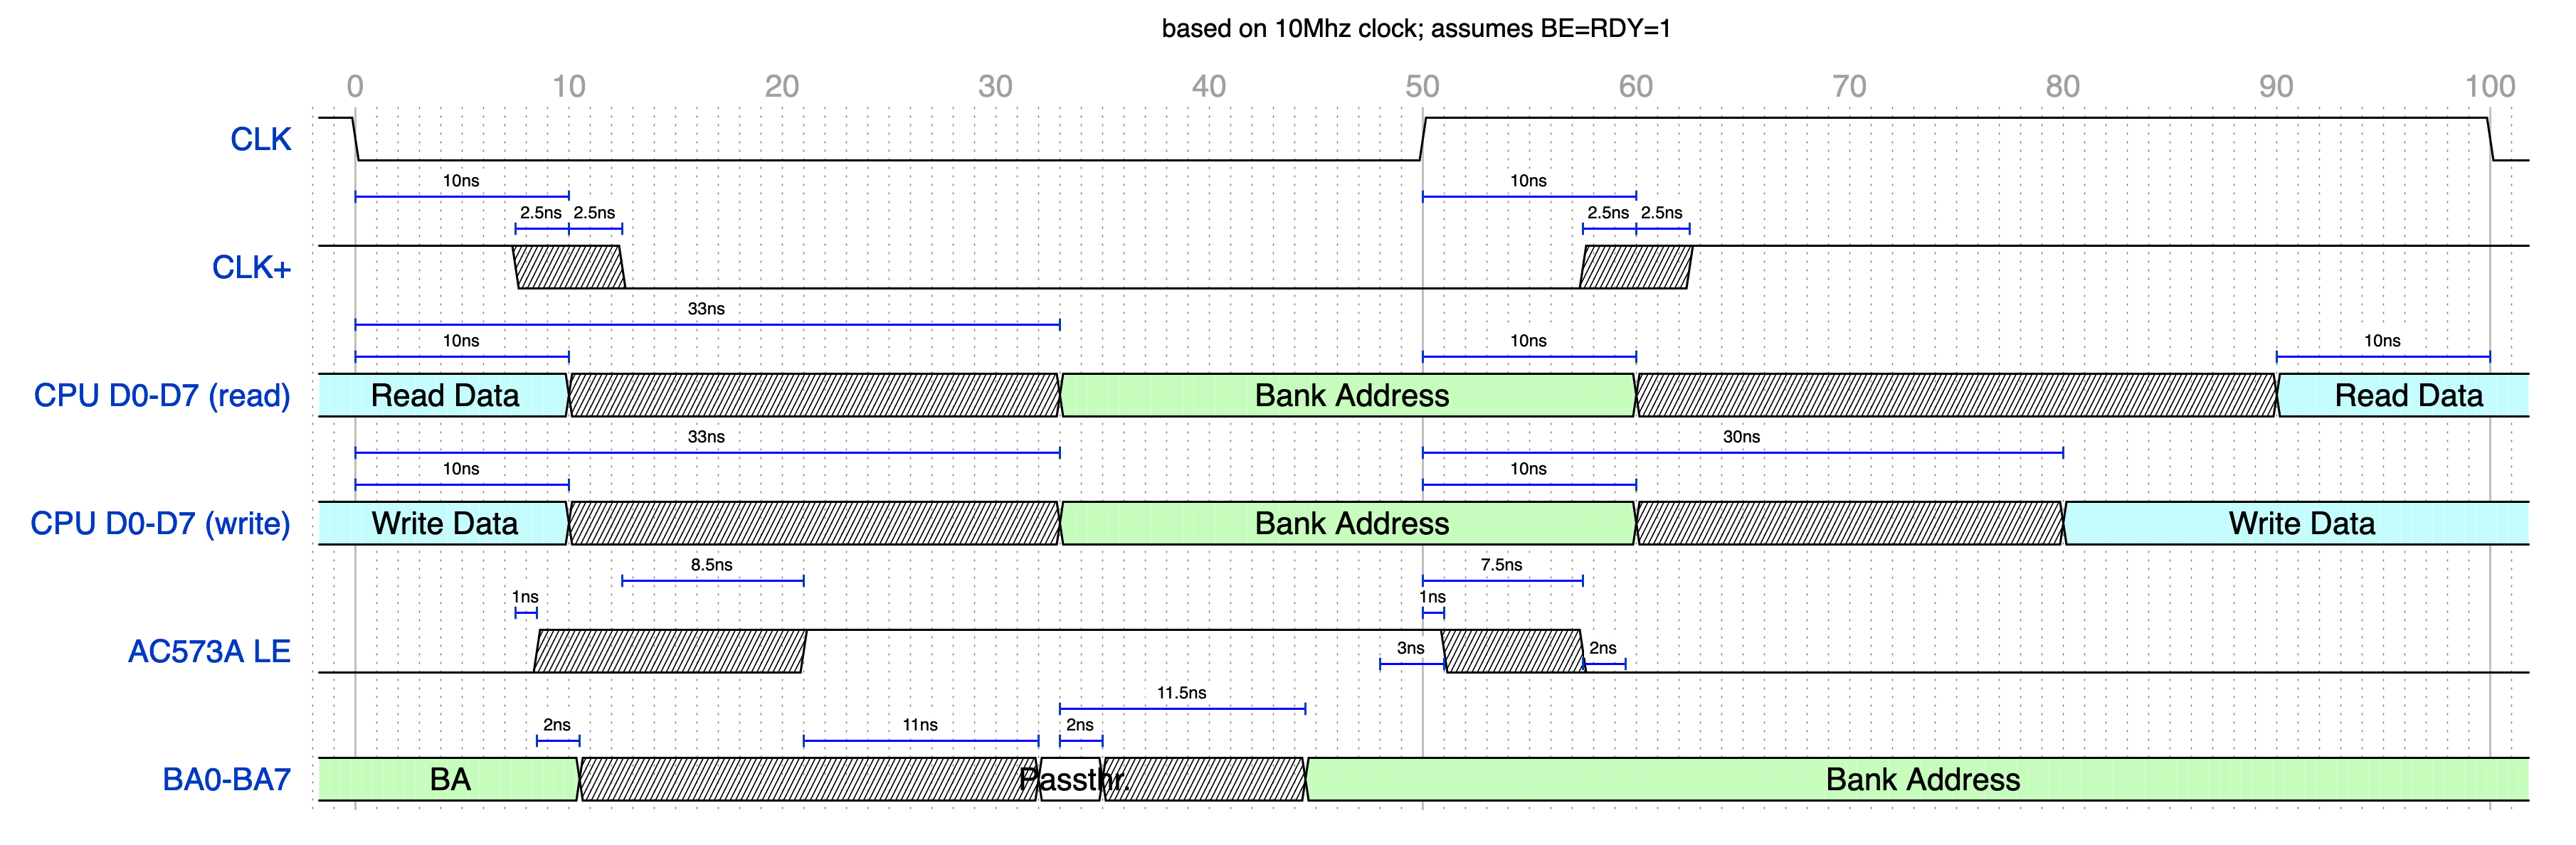 based on 10Mhz clock; assumes BE=RDY=1
0 10 20 30 40 50 60 70 80 90 100
CLK
10ns 10ns
2.5ns 2.5ns 2.5ns 2.5ns
CLK+
33ns
10ns 10ns 10ns
CPU D0-D7 (read) Read Data Bank Address Read Data
33ns 30ns
10ns 10ns
CPU D0-D7 (write) Write Data Bank Address Write Data
8.5ns 7.5ns
1ns 1ns
AC573A LE 3ns 2ns
11.5ns
2ns 11ns 2ns
BA0-BA7 BA Passthr. Bank Address